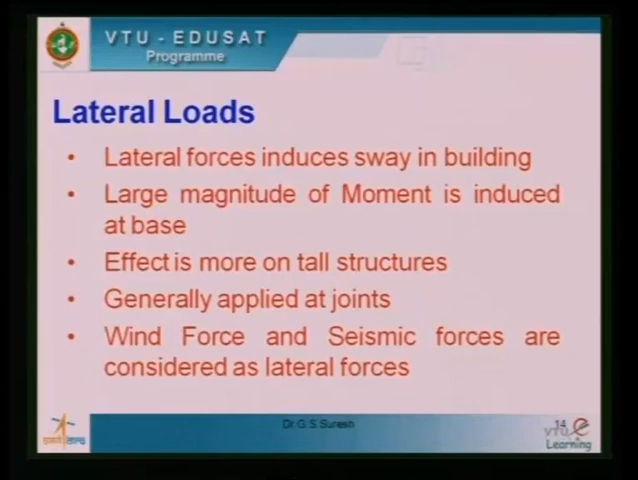 VTU - EDUSAT
Programme
Lateral Loads
• Lateral forces induces sway in building
• Large magnitude of Moment is induced
at base
• Effect is more on tall structures
• Generally applied at joints
• Wind Force and Seismic forces are
considered as lateral forces
Dr.G.S.Suresh
14
VTU e
Learning